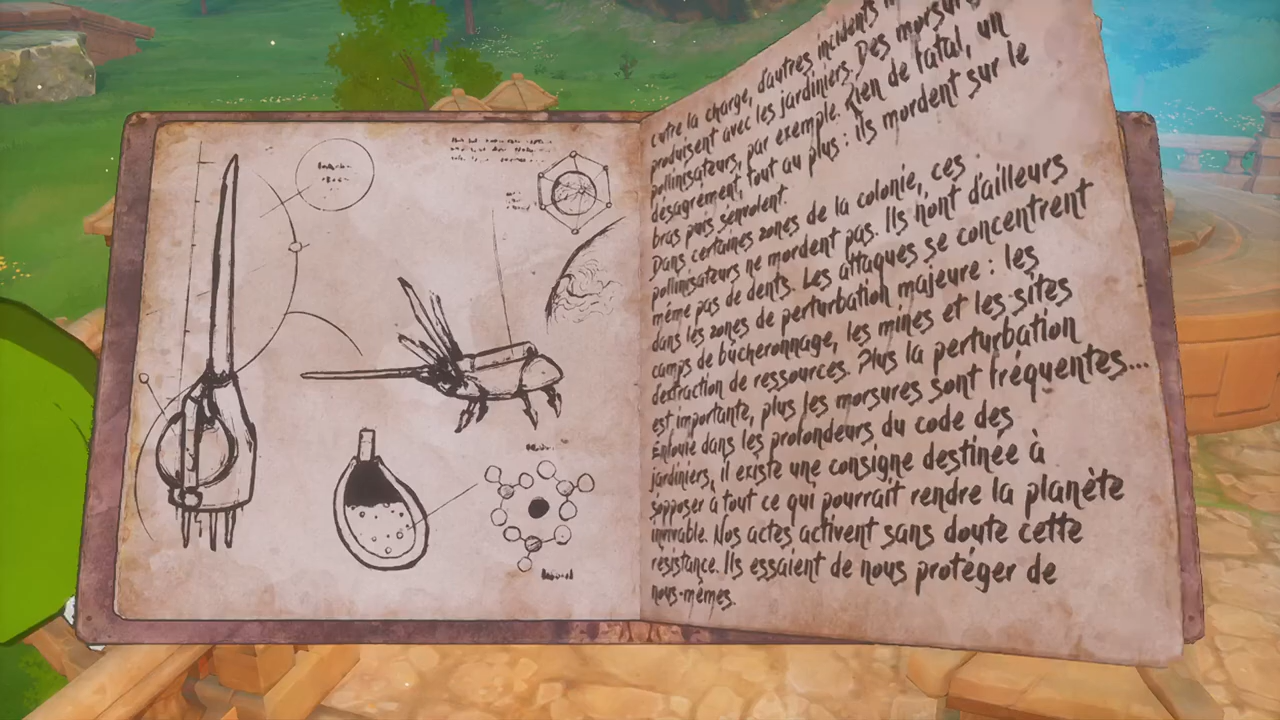 outre la charge, d'autres incidents
produisent avec les jardiniers. Des morsures
pollinisateurs, par exemple. Rien de fatal, un
désagrément, tout au plus : ils mordent sur le
bras puis s'envolent.
Dans certaines zones de la colonie, ces
pollinisateurs ne mordent pas. Ils n'ont d'ailleurs
même pas de dents. Les attaques se concentrent
dans les zones de perturbation majeure : les
camps de bûcheronnage, les mines et les sites
d'extraction de ressources. Plus la perturbation
est importante, plus les morsures sont fréquentes...
Enfouie dans les profondeurs du code des
jardiniers, il existe une consigne destinée à
s'opposer à tout ce qui pourrait rendre la planète
invivable. Nos actes activent sans doute cette
résistance. Ils essaient de nous protéger de
nous-mêmes.